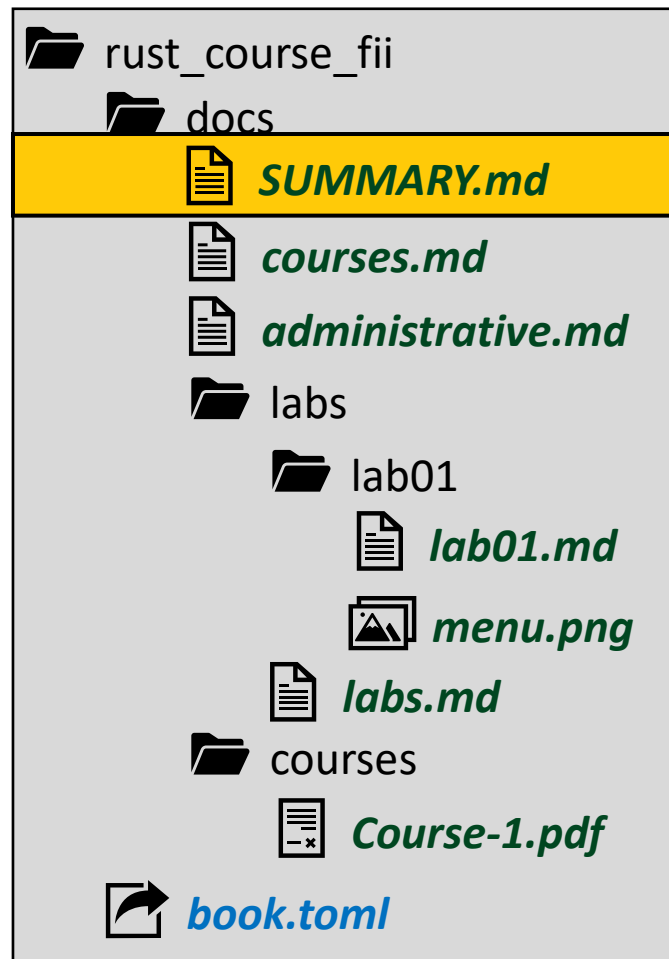 rust_course_fii
docs
SUMMARY.md
courses.md
administrative.md
labs
lab01
lab01.md
menu.png
labs.md
courses
Course-1.pdf
book.toml